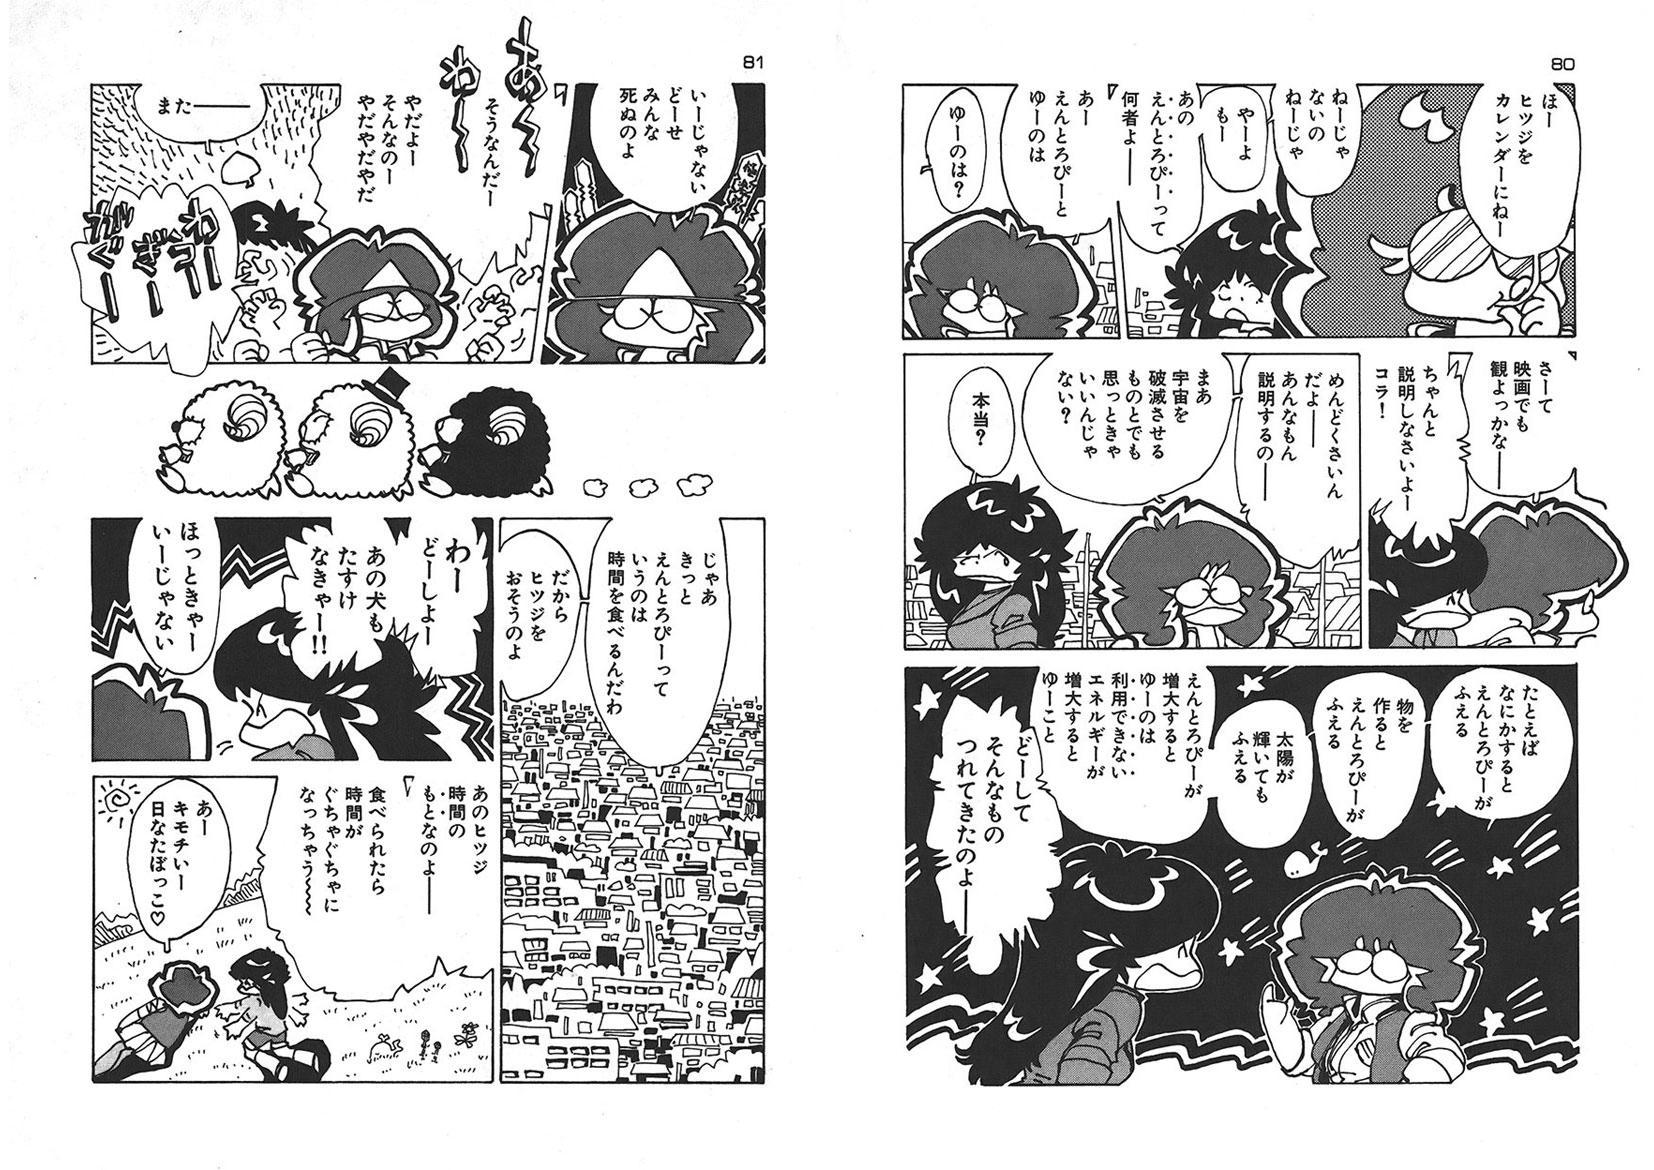 80
ほー
ヒツジを
カレンダーにねー
ねーじゃ
ないの
ねーじゃ
やーよ
もー
あの
えんとろぴーって
何者よー
あー
えんとろぴーと
ゆーのは
ゆーのは?
さーて
映画でも
観よっかなー
ちゃんと
説明しなさいよー
コラ!
めんどくさいん
だよー
あんなもん
説明するのー
まあ
宇宙を
破滅させる
ものとでも
思っときゃ
いいんじゃ
ない?
本当?
たとえば
なにかすると
えんとろぴーが
ふえる
物を
作ると
えんとろぴーが
ふえる
太陽が
輝いても
ふえる
えんとろぴーが
増大すると
ゆーのは
利用できない
エネルギーが
増大すると
ゆーこと
どーして
そんなもの
つれてきたのよー
81
いーじゃない
どーせ
みんな
死ぬのよ
あ〜
わ〜
そうなんだー
やだよー
そんなのー
やだやだやだ
またー
わーっ
ぎーー
がぐー
じゃあ
きっと
えんとろぴーって
いうのは
時間を食べるんだわ
だから
ヒツジを
おそうのよ
わー
どーしよー
あの犬も
たすけ
なきゃー!!
ほっときゃー
いーじゃない
あのヒツジ
時間の
もとなのよー
食べられたら
時間が
ぐちゃぐちゃに
なっちゃう〜〜
あー
キモチいー
日なたぼっこ♡